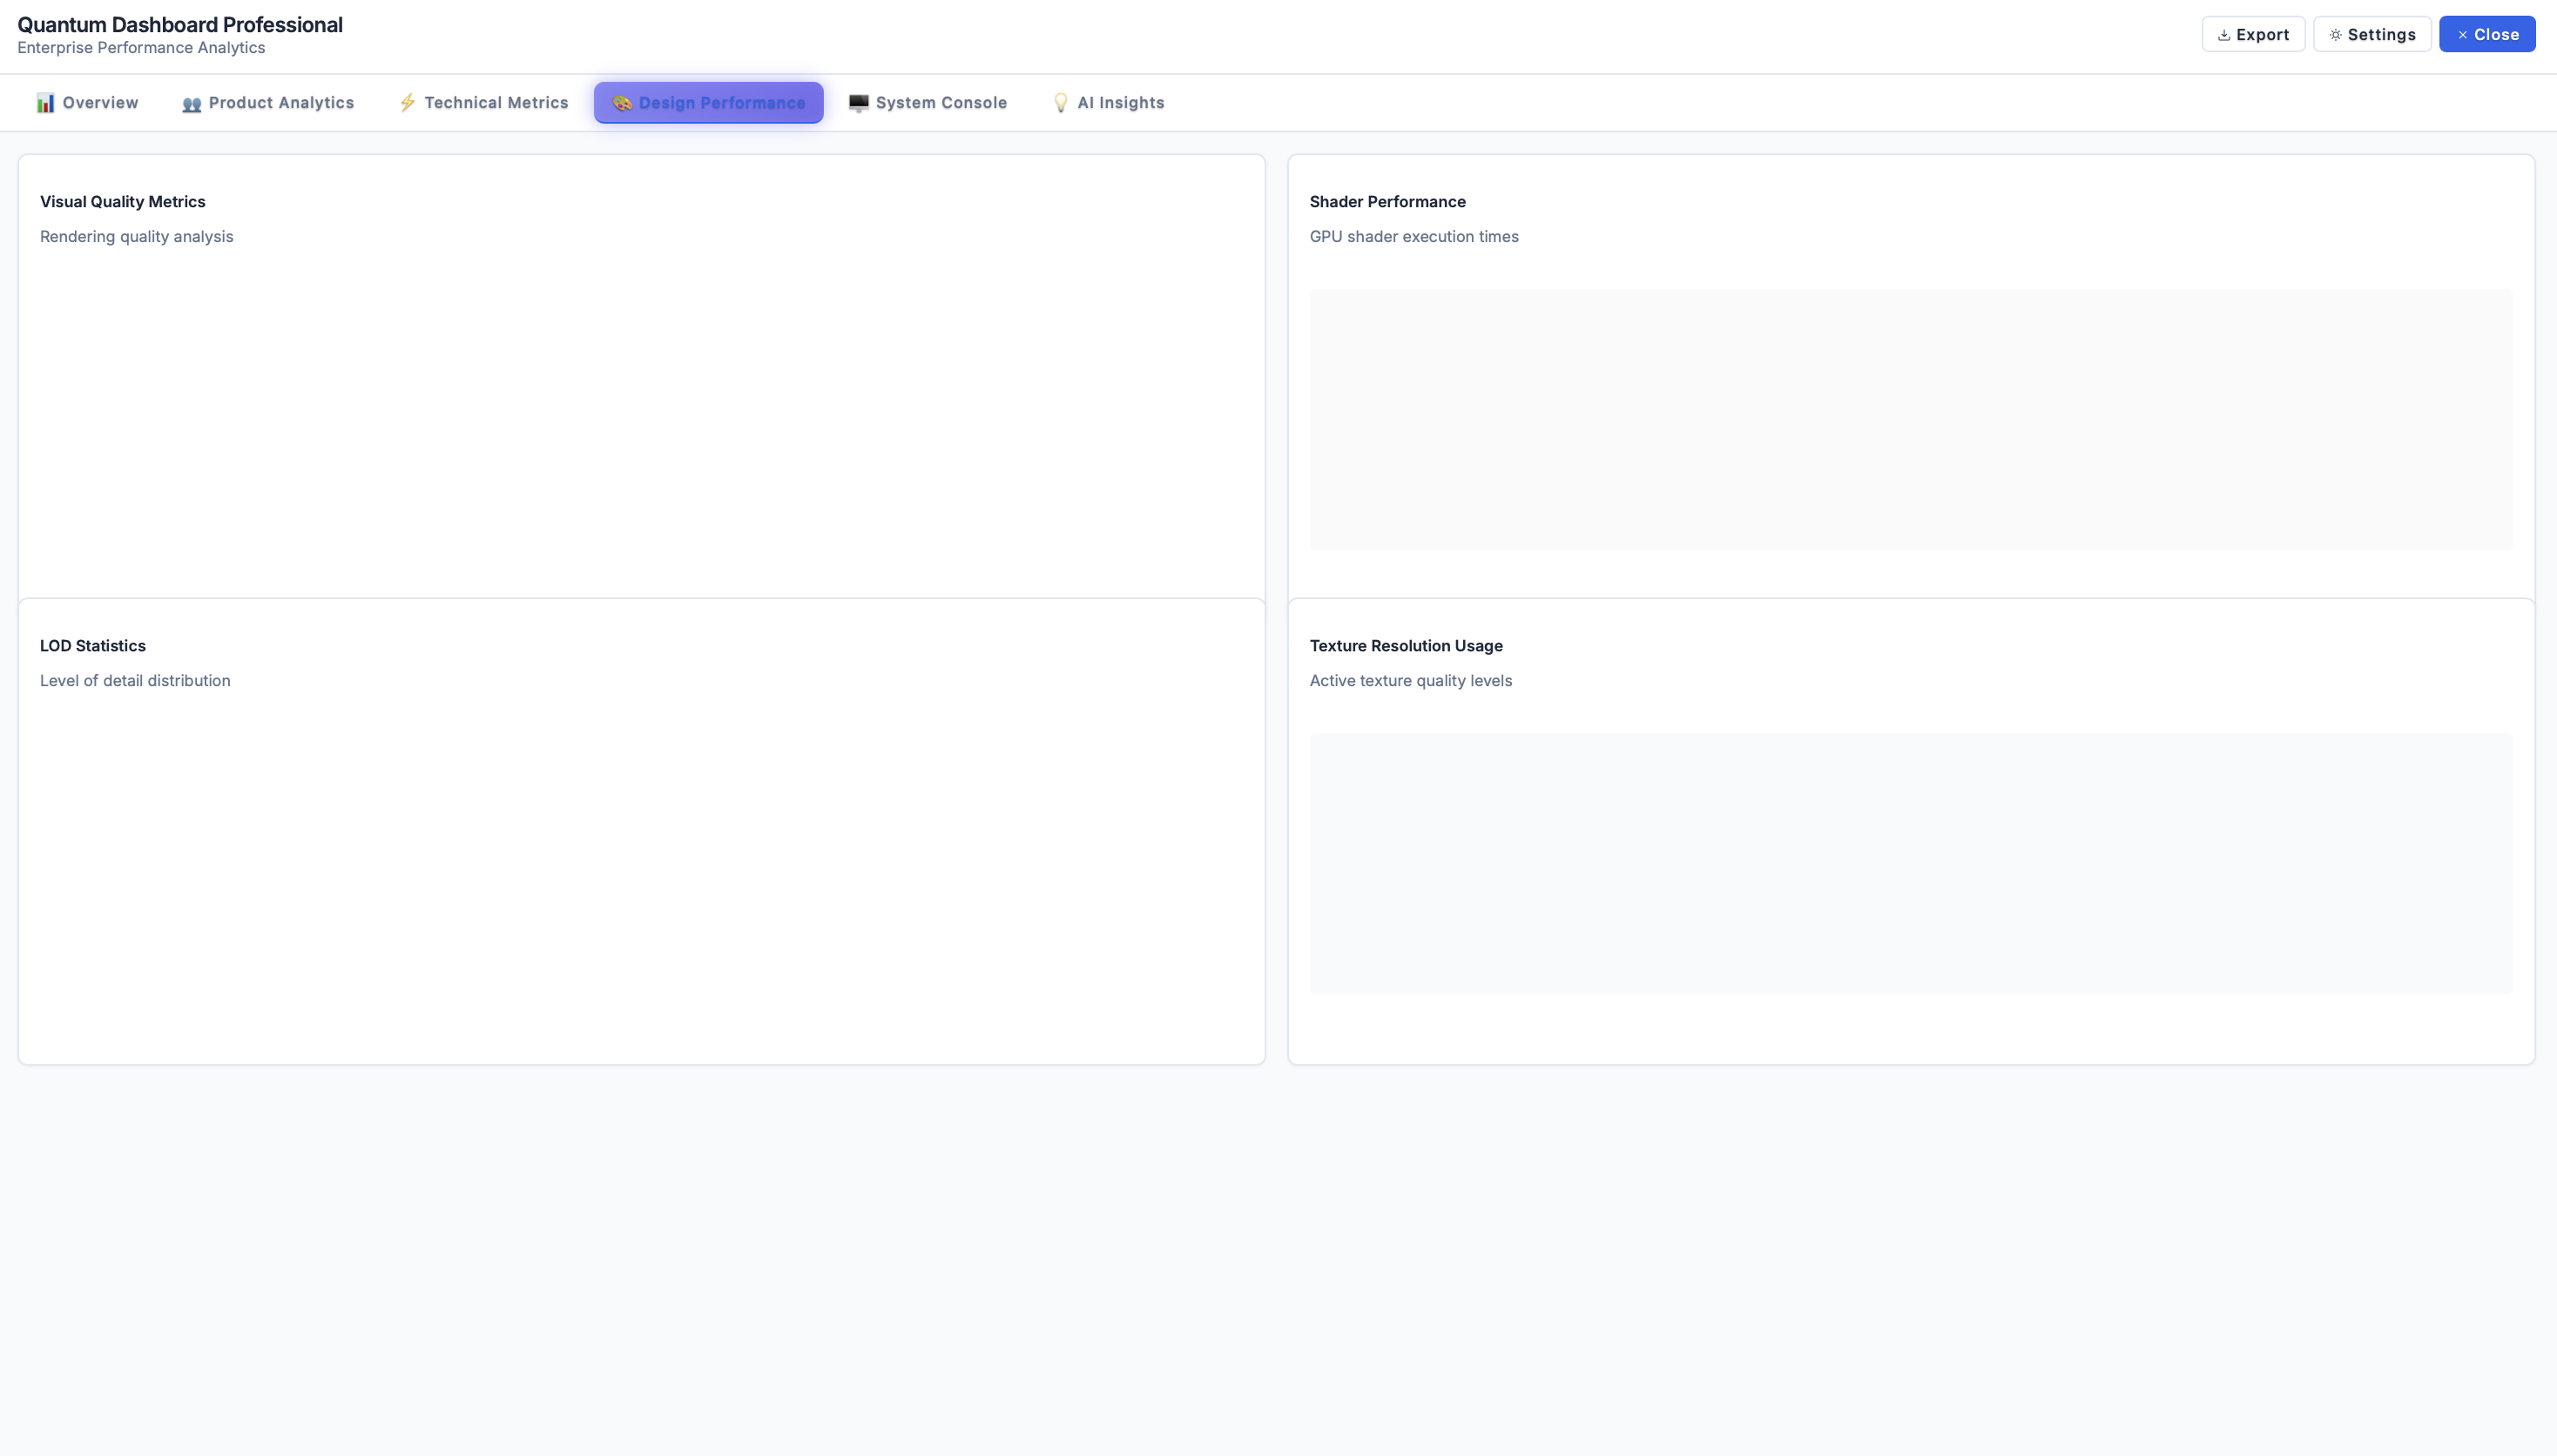 Quantum Dashboard Professional
Enterprise Performance Analytics
Export
Settings
Close
Overview
Product Analytics
Technical Metrics
Design Performance
System Console
AI Insights
Visual Quality Metrics
Rendering quality analysis
Shader Performance
GPU shader execution times
LOD Statistics
Level of detail distribution
Texture Resolution Usage
Active texture quality levels